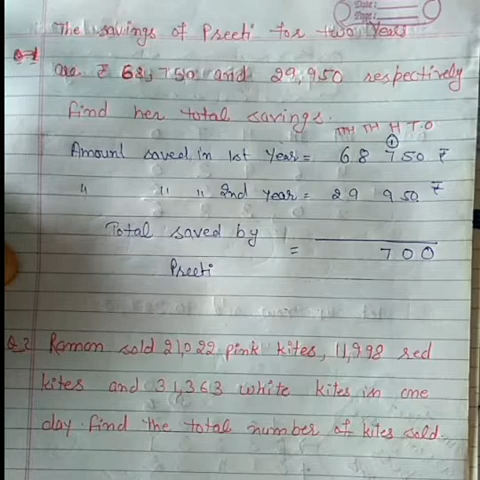 Date:
Page:
The savings of Preeti for two years
Q-1 are ₹ 68,750 and 29,950 respectively
find her total savings.
TTH TH H T.O
1
Amount saved in 1st year = 68 750 ₹
" " " 2nd year = 29 950 ₹
Total saved by
Preeti = 700
Q.2 Raman sold 21,022 pink kites, 11,998 red
kites and 31,363 white kites in one
day. find the total number of kites sold.